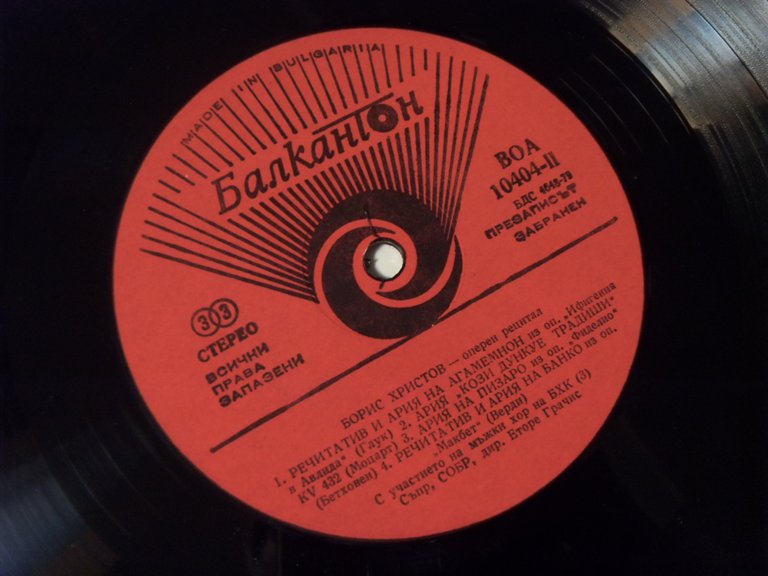 MADE IN BULGARIA
Балкантон
ВОА
10404-II
БДС 4645-79
ПРЕЗАПИСЪТ
ЗАБРАНЕН
33
СТЕРЕО
ВСИЧКИ
ПРАВА
ЗАПАЗЕНИ
БОРИС ХРИСТОВ — оперен рецитал
1. РЕЧИТАТИВ И АРИЯ НА АГАМЕМНОН из оп. „Ифигения
в Авлида“ (Глук) 2. АРИЯ „КОЗИ ДУНКУЕ ТРАДИШИ“
KV 432 (Моцарт) 3. АРИЯ НА ПИЗАРО из оп. „Фиделио“
(Бетховен) 4. РЕЧИТАТИВ И АРИЯ НА БАНКО из оп.
„Макбет“ (Верди)
С участието на мъжки хор на БХК (3)
Съпр. СОБР, дир. Еторе Грачис